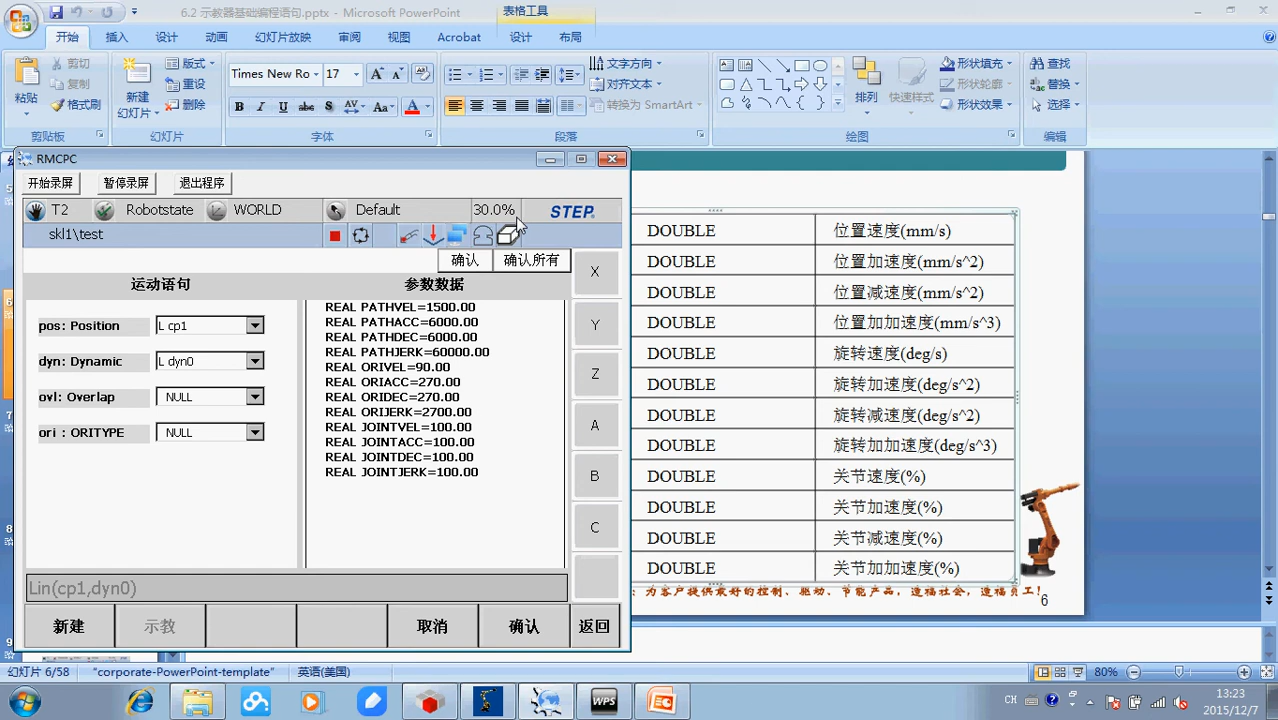 6.2 示教器基础编程语句.pptx - Microsoft PowerPoint
表格工具
开始 插入 设计 动画 幻灯片放映 审阅 视图 Acrobat 设计 布局
粘贴
剪切
复制
格式刷
剪贴板
新建
幻灯片
版式
重设
删除
幻灯片
Times New Ro 17
字体
文字方向
对齐文本
转换为 SmartArt
段落
排列
快速样式
形状填充
形状轮廓
形状效果
绘图
查找
替换
选择
编辑
RMCPC
开始录屏 暂停录屏 退出程序
T2 Robotstate WORLD Default 30.0% STEP
skl1\test
确认 确认所有
运动语句
pos: Position L cp1
dyn: Dynamic L dyn0
ovl: Overlap NULL
ori : ORITYPE NULL
参数数据
REAL PATHVEL=1500.00
REAL PATHACC=6000.00
REAL PATHDEC=6000.00
REAL PATHJERK=60000.00
REAL ORIVEL=90.00
REAL ORIACC=270.00
REAL ORIDEC=270.00
REAL ORIJERK=2700.00
REAL JOINTVEL=100.00
REAL JOINTACC=100.00
REAL JOINTDEC=100.00
REAL JOINTJERK=100.00
X
Y
Z
A
B
C
Lin(cp1,dyn0)
新建 示教 取消 确认 返回
DOUBLE 位置速度(mm/s)
DOUBLE 位置加速度(mm/s^2)
DOUBLE 位置减速度(mm/s^2)
DOUBLE 位置加加速度(mm/s^3)
DOUBLE 旋转速度(deg/s)
DOUBLE 旋转加速度(deg/s^2)
DOUBLE 旋转减速度(deg/s^2)
DOUBLE 旋转加加速度(deg/s^3)
DOUBLE 关节速度(%)
DOUBLE 关节加速度(%)
DOUBLE 关节减速度(%)
DOUBLE 关节加加速度(%)
: 为客户提供最好的控制、驱动、节能产品，造福社会，造福员工!
6
7
8
9
幻灯片 6/58 "corporate-PowerPoint-template" 英语(美国) 80%
WPS
CH
13:23
2015/12/7